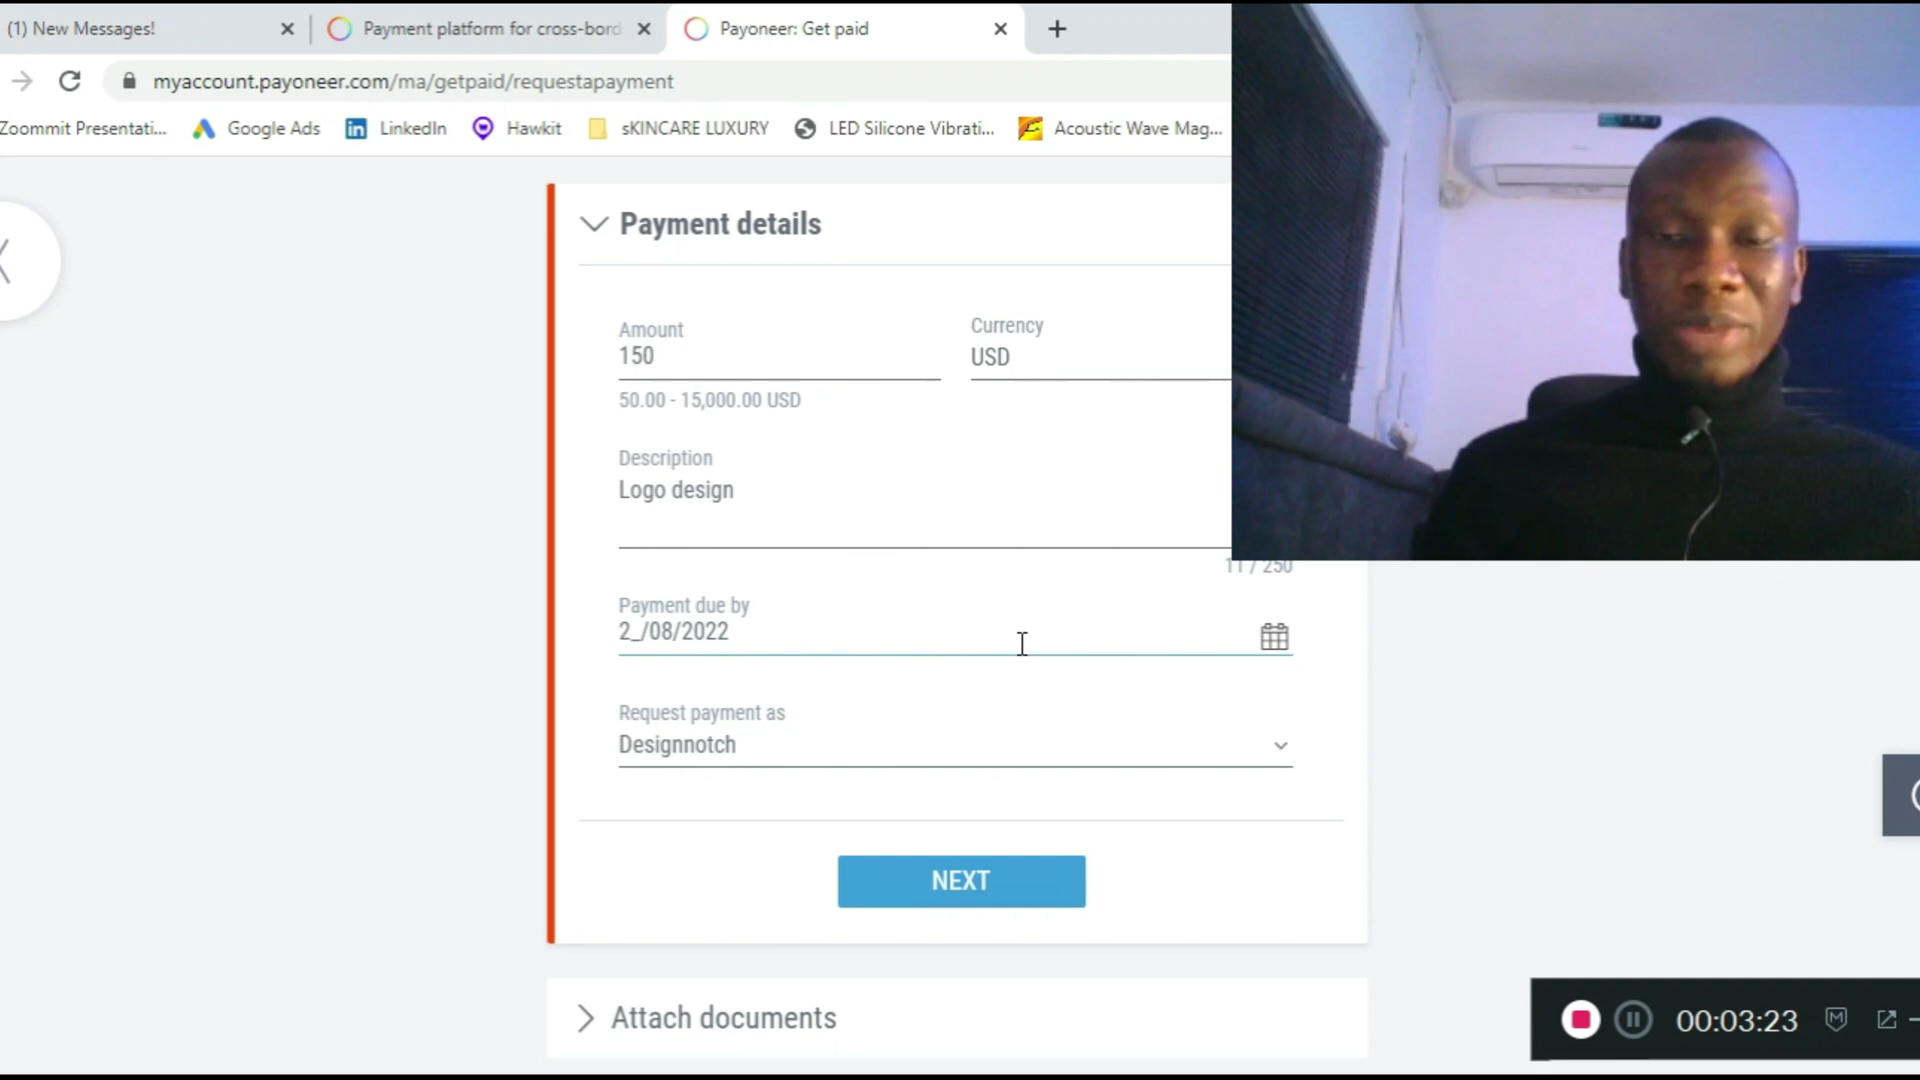 (1) New Messages!
Payment platform for cross-bord
Payoneer: Get paid
myaccount.payoneer.com/ma/getpaid/requestapayment
Zoommit Presentati...
Google Ads
LinkedIn
Hawkit
sKINCARE LUXURY
LED Silicone Vibrati...
Acoustic Wave Mag...
Payment details
Amount
150
50.00 - 15,000.00 USD
Currency
USD
Description
Logo design
11 / 250
Payment due by
2_/08/2022
Request payment as
Designnotch
NEXT
Attach documents
00:03:23